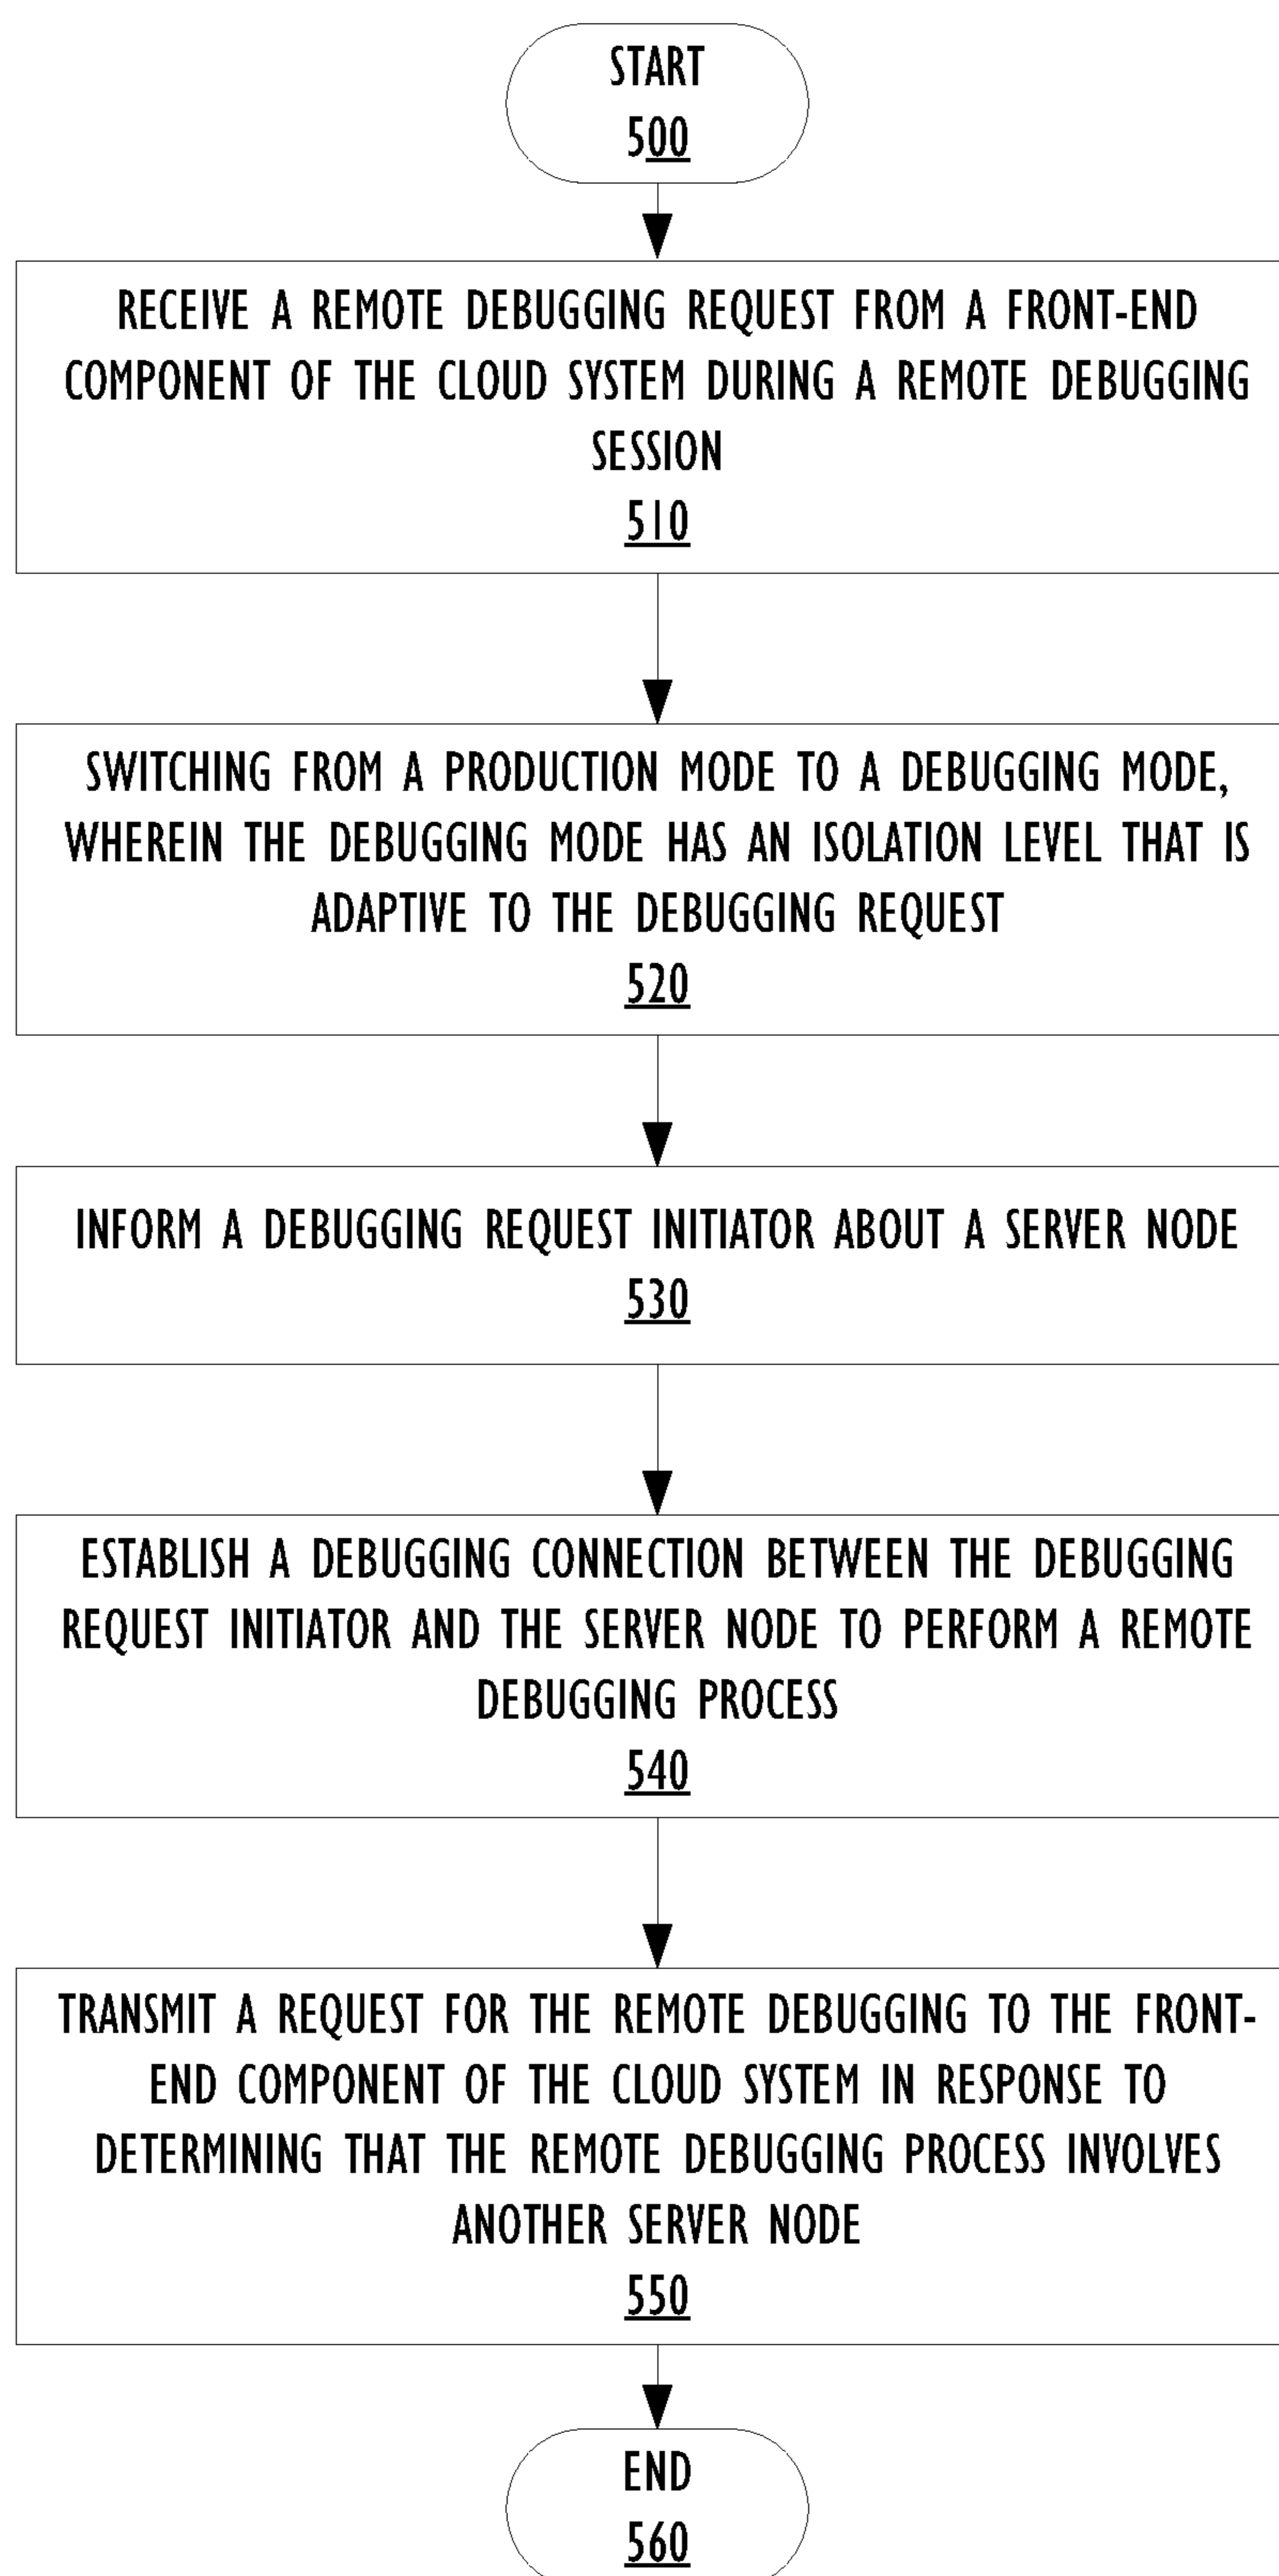 START
500
RECEIVE A REMOTE DEBUGGING REQUEST FROM A FRONT-END
COMPONENT OF THE CLOUD SYSTEM DURING A REMOTE DEBUGGING
SESSION
510
SWITCHING FROM A PRODUCTION MODE TO A DEBUGGING MODE,
WHEREIN THE DEBUGGING MODE HAS AN ISOLATION LEVEL THAT IS
ADAPTIVE TO THE DEBUGGING REQUEST
520
INFORM A DEBUGGING REQUEST INITIATOR ABOUT A SERVER NODE
530
ESTABLISH A DEBUGGING CONNECTION BETWEEN THE DEBUGGING
REQUEST INITIATOR AND THE SERVER NODE TO PERFORM A REMOTE
DEBUGGING PROCESS
540
TRANSMIT A REQUEST FOR THE REMOTE DEBUGGING TO THE FRONT-
END COMPONENT OF THE CLOUD SYSTEM IN RESPONSE TO
DETERMINING THAT THE REMOTE DEBUGGING PROCESS INVOLVES
ANOTHER SERVER NODE
550
END
560